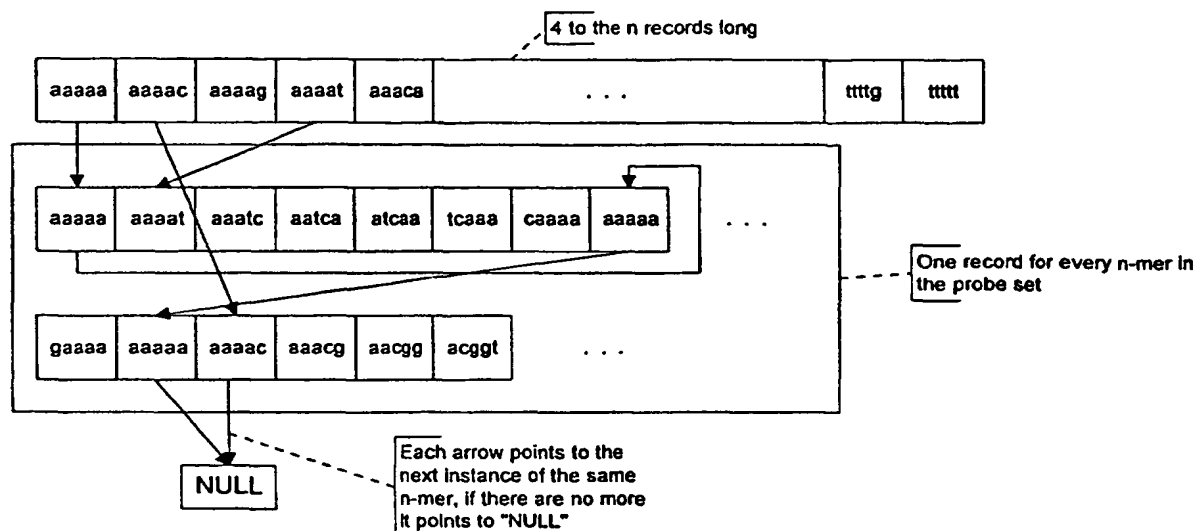 4 to the n records long
aaaaa aaaac aaaag aaaat aaaca . . . ttttg ttttt
aaaaa aaaat aaatc aatca atcaa tcaaa caaaa aaaaa . . .
One record for every n-mer in
the probe set
gaaaa aaaaa aaaac aaacg aacgg acggt . . .
Each arrow points to the
next instance of the same
n-mer, if there are no more
it points to "NULL"
NULL